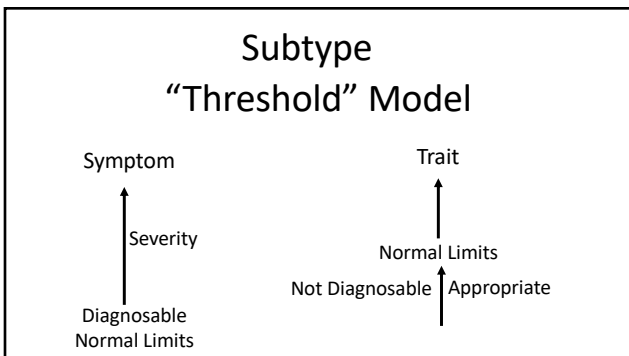 Subtype
“Threshold” Model
Symptom
Trait
Severity
Normal Limits
Not Diagnosable
Appropriate
Diagnosable
Normal Limits